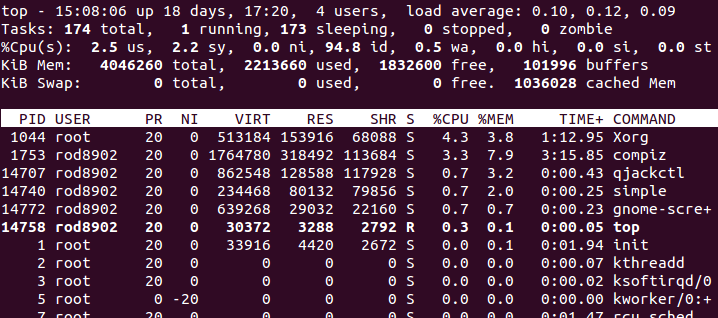 top - 15:08:06 up 18 days, 17:20,  4 users,  load average: 0.10, 0.12, 0.09
Tasks: 174 total,   1 running, 173 sleeping,   0 stopped,   0 zombie
%Cpu(s):  2.5 us,  2.2 sy,  0.0 ni, 94.8 id,  0.5 wa,  0.0 hi,  0.0 si,  0.0 st
KiB Mem:   4046260 total,  2213660 used,  1832600 free,   101996 buffers
KiB Swap:        0 total,        0 used,        0 free.  1036028 cached Mem
PID USER      PR  NI    VIRT    RES    SHR S  %CPU %MEM     TIME+ COMMAND
1044 root      20   0  513184 153916  68088 S   4.3  3.8   1:12.95 Xorg
1753 rod8902   20   0 1764780 318492 113684 S   3.3  7.9   3:15.85 compiz
14707 rod8902   20   0  862548 128588 117928 S   0.7  3.2   0:00.43 qjackctl
14740 rod8902   20   0  234468  80132  79856 S   0.7  2.0   0:00.25 simple
14772 rod8902   20   0  639268  29032  22160 S   0.7  0.7   0:00.23 gnome-scre+
14758 rod8902   20   0   30372   3288   2792 R   0.3  0.1   0:00.05 top
1 root      20   0   33916   4420   2672 S   0.0  0.1   0:01.94 init
2 root      20   0       0      0      0 S   0.0  0.0   0:00.07 kthreadd
3 root      20   0       0      0      0 S   0.0  0.0   0:00.02 ksoftirqd/0
5 root       0 -20       0      0      0 S   0.0  0.0   0:00.00 kworker/0:+
7 root      20   0       0      0      0 S   0.0  0.0   0:01.47 rcu_sched